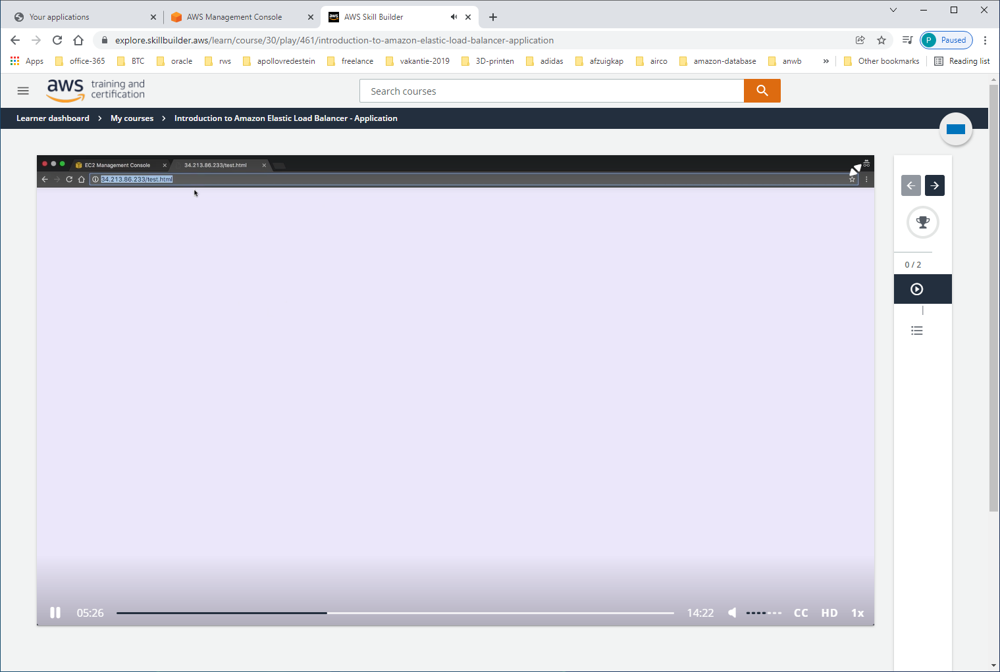 Your applications
AWS Management Console
aws AWS Skill Builder
explore.skillbuilder.aws/learn/course/30/play/461/introduction-to-amazon-elastic-load-balancer-application
P Paused
Apps office-365 BTC oracle rws apollovredestein freelance vakantie-2019 3D-printen adidas afzuigkap airco amazon-database anwb » Other bookmarks Reading list
aws training and
certification
Search courses
Learner dashboard > My courses > Introduction to Amazon Elastic Load Balancer - Application
EC2 Management Console 34.213.86.233/test.html
34.213.86.233/test.html
0 / 2
05:26 14:22 CC HD 1x